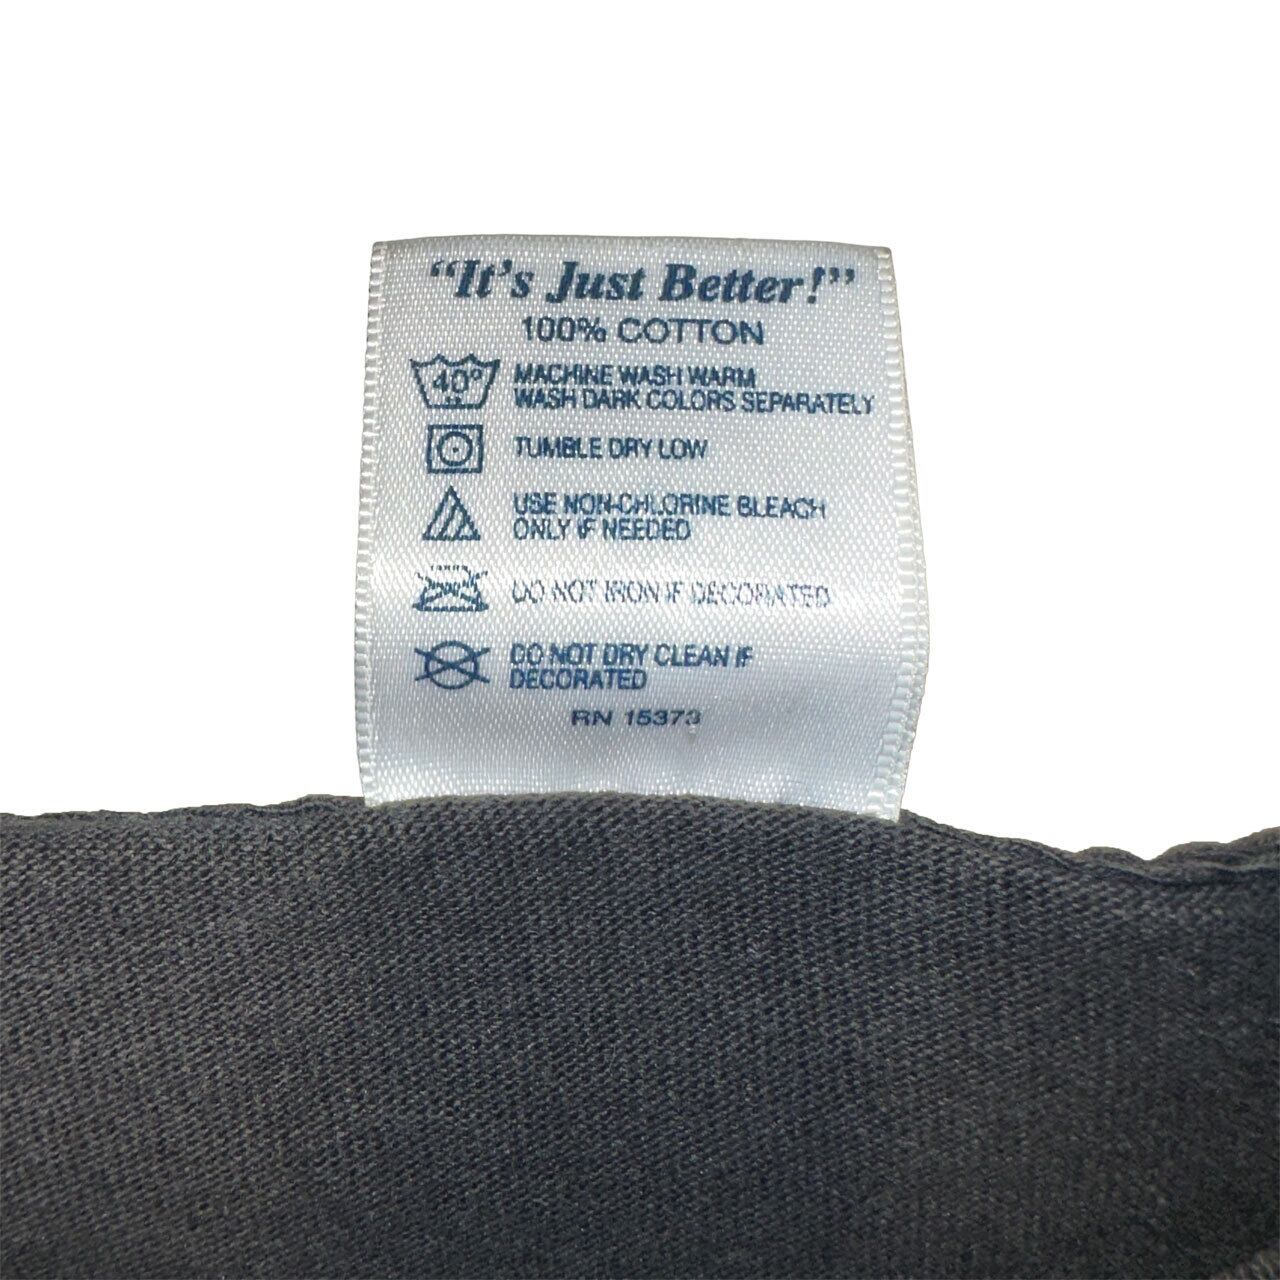 “It’s Just Better!”
100% COTTON
40°
MACHINE WASH WARM
WASH DARK COLORS SEPARATELY
TUMBLE DRY LOW
USE NON-CHLORINE BLEACH
ONLY IF NEEDED
DO NOT IRON IF DECORATED
DO NOT DRY CLEAN IF
DECORATED
RN 15373